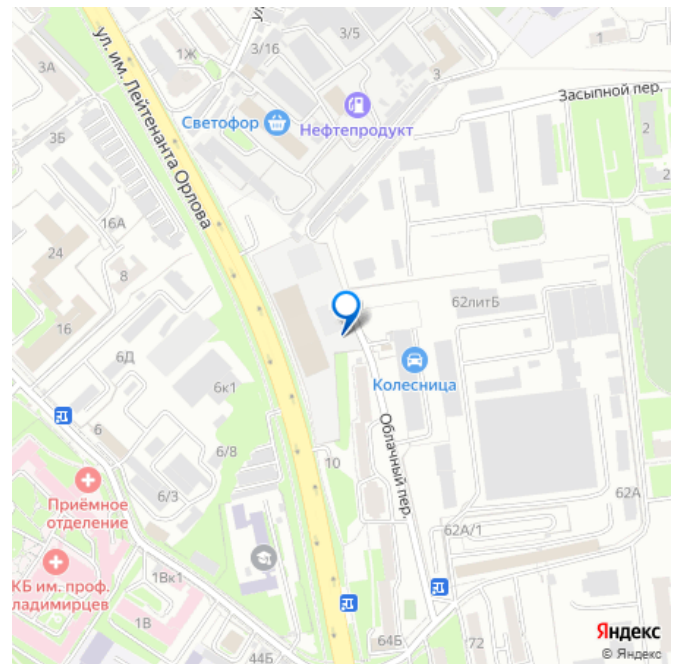 3/5
1
3/16
1Ж
3А
3
Засыпной пер.
ул. им. Лейтенанта Орлова
Светофор
Нефтепродукт
2
3Б
2
16А
24
8
62литБ
16
6Д
Колесница
6к1
6
Облачный пер.
6/8
10
Приёмное
отделение
6/3
62А
62А/1
1Вк1
КБ им. проф.
ладимирцев
1В
44Б
64Б
72
Яндекс
© Яндекс